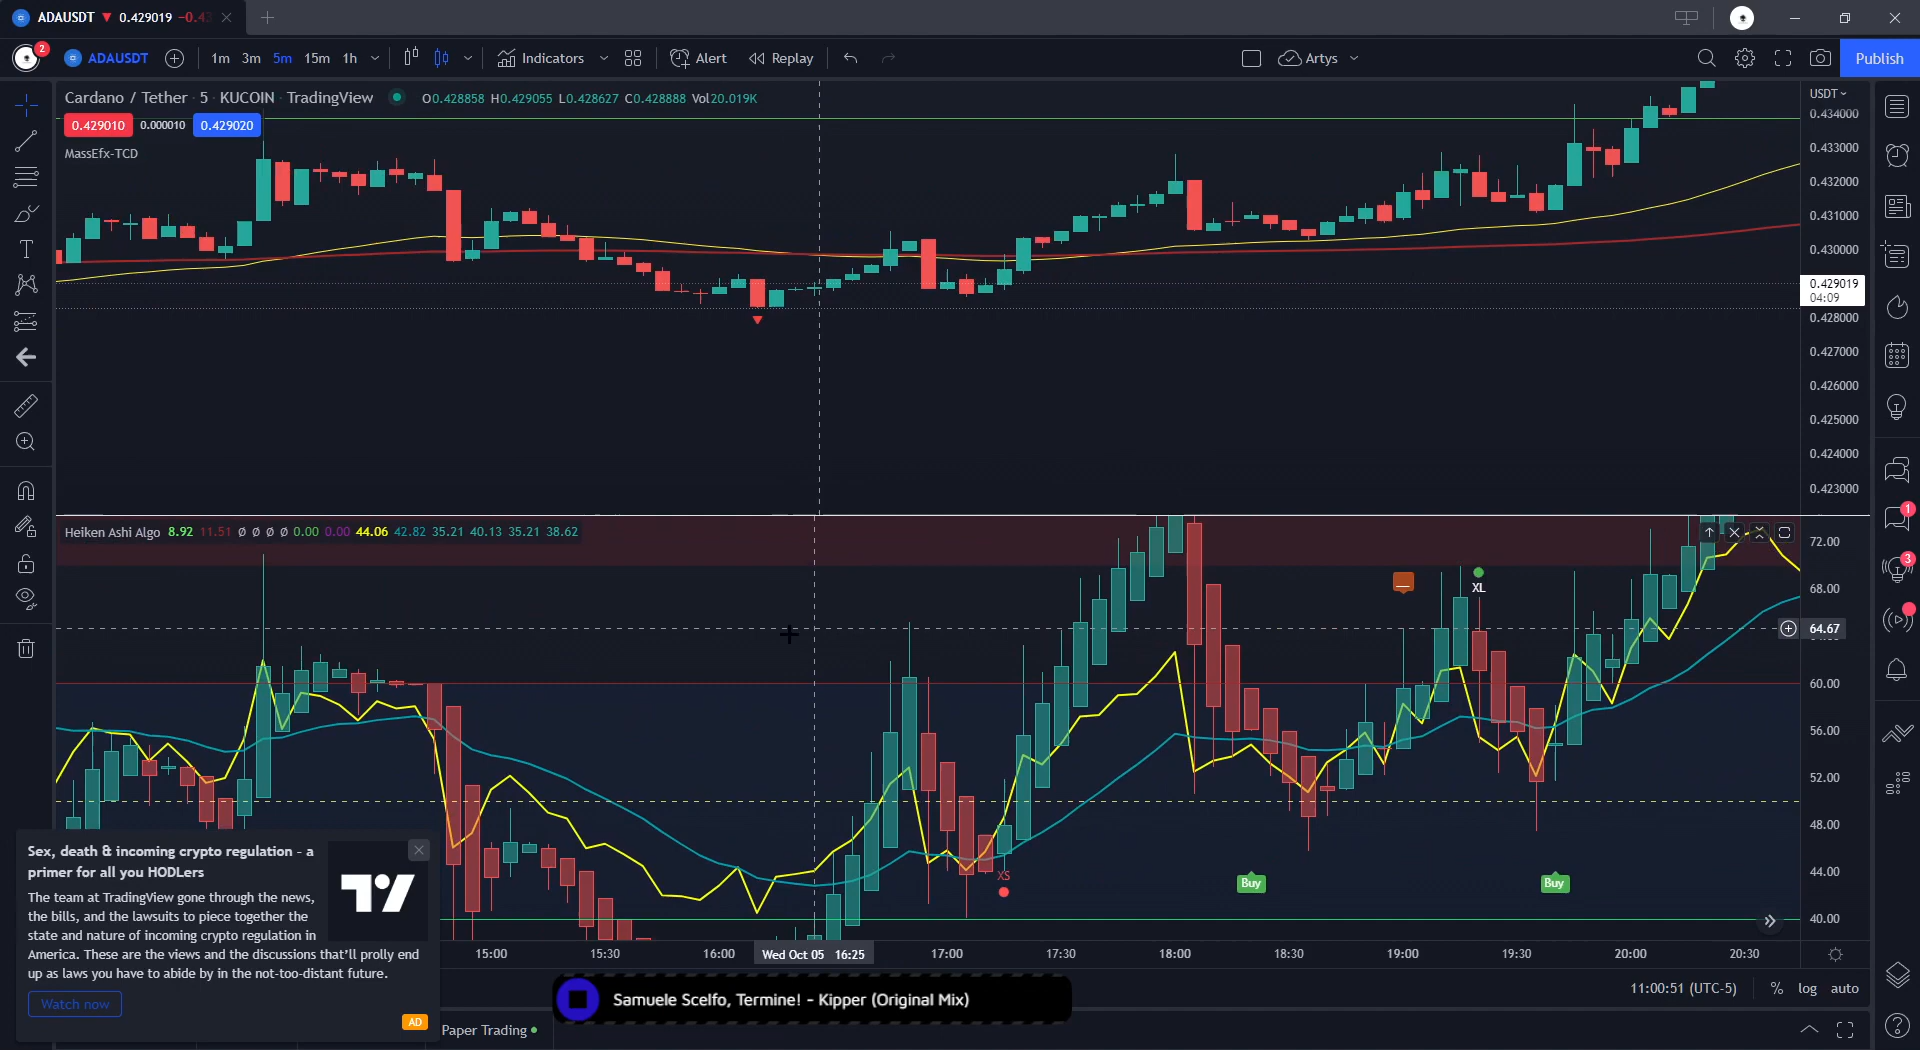 ADAUSDT ▼ 0.429019 −0.43
2
ADAUSDT 1m 3m 5m 15m 1h Indicators Alert Replay Artys Publish
Cardano / Tether · 5 · KUCOIN · TradingView O0.428858 H0.429055 L0.428627 C0.428888 Vol20.019K
USDT
0.429010 0.000010 0.429020
MassEfx-TCD
0.434000
0.433000
0.432000
0.431000
0.430000
0.429019
04:09
0.428000
0.427000
0.426000
0.425000
0.424000
0.423000
Heiken Ashi Algo 8.92 11.51 Ø Ø Ø Ø 0.00 0.00 44.06 42.82 35.21 40.13 35.21 38.62
72.00
68.00
64.67
60.00
56.00
52.00
48.00
44.00
40.00
XL
XS
Buy
Buy
1
3
Sex, death & incoming crypto regulation - a
primer for all you HODLers
The team at TradingView gone through the news,
the bills, and the lawsuits to piece together the
state and nature of incoming crypto regulation in
America. These are the views and the discussions that'll prolly end
up as laws you have to abide by in the not-too-distant future.
Watch now
AD
15:00 15:30 16:00 Wed Oct 05 16:25 17:00 17:30 18:00 18:30 19:00 19:30 20:00 20:30
11:00:51 (UTC-5) % log auto
Samuele Scelfo, Termine! - Kipper (Original Mix)
Paper Trading